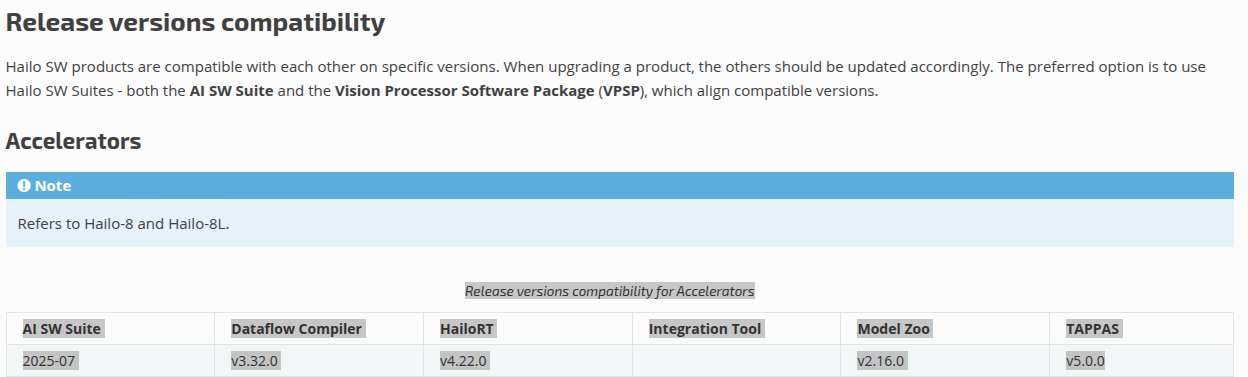 Release versions compatibility
Hailo SW products are compatible with each other on specific versions. When upgrading a product, the others should be updated accordingly. The preferred option is to use
Hailo SW Suites - both the AI SW Suite and the Vision Processor Software Package (VPSP), which align compatible versions.
Accelerators
Note
Refers to Hailo-8 and Hailo-8L.
Release versions compatibility for Accelerators
AI SW Suite Dataflow Compiler HailoRT Integration Tool Model Zoo TAPPAS
2025-07 v3.32.0 v4.22.0 v2.16.0 v5.0.0